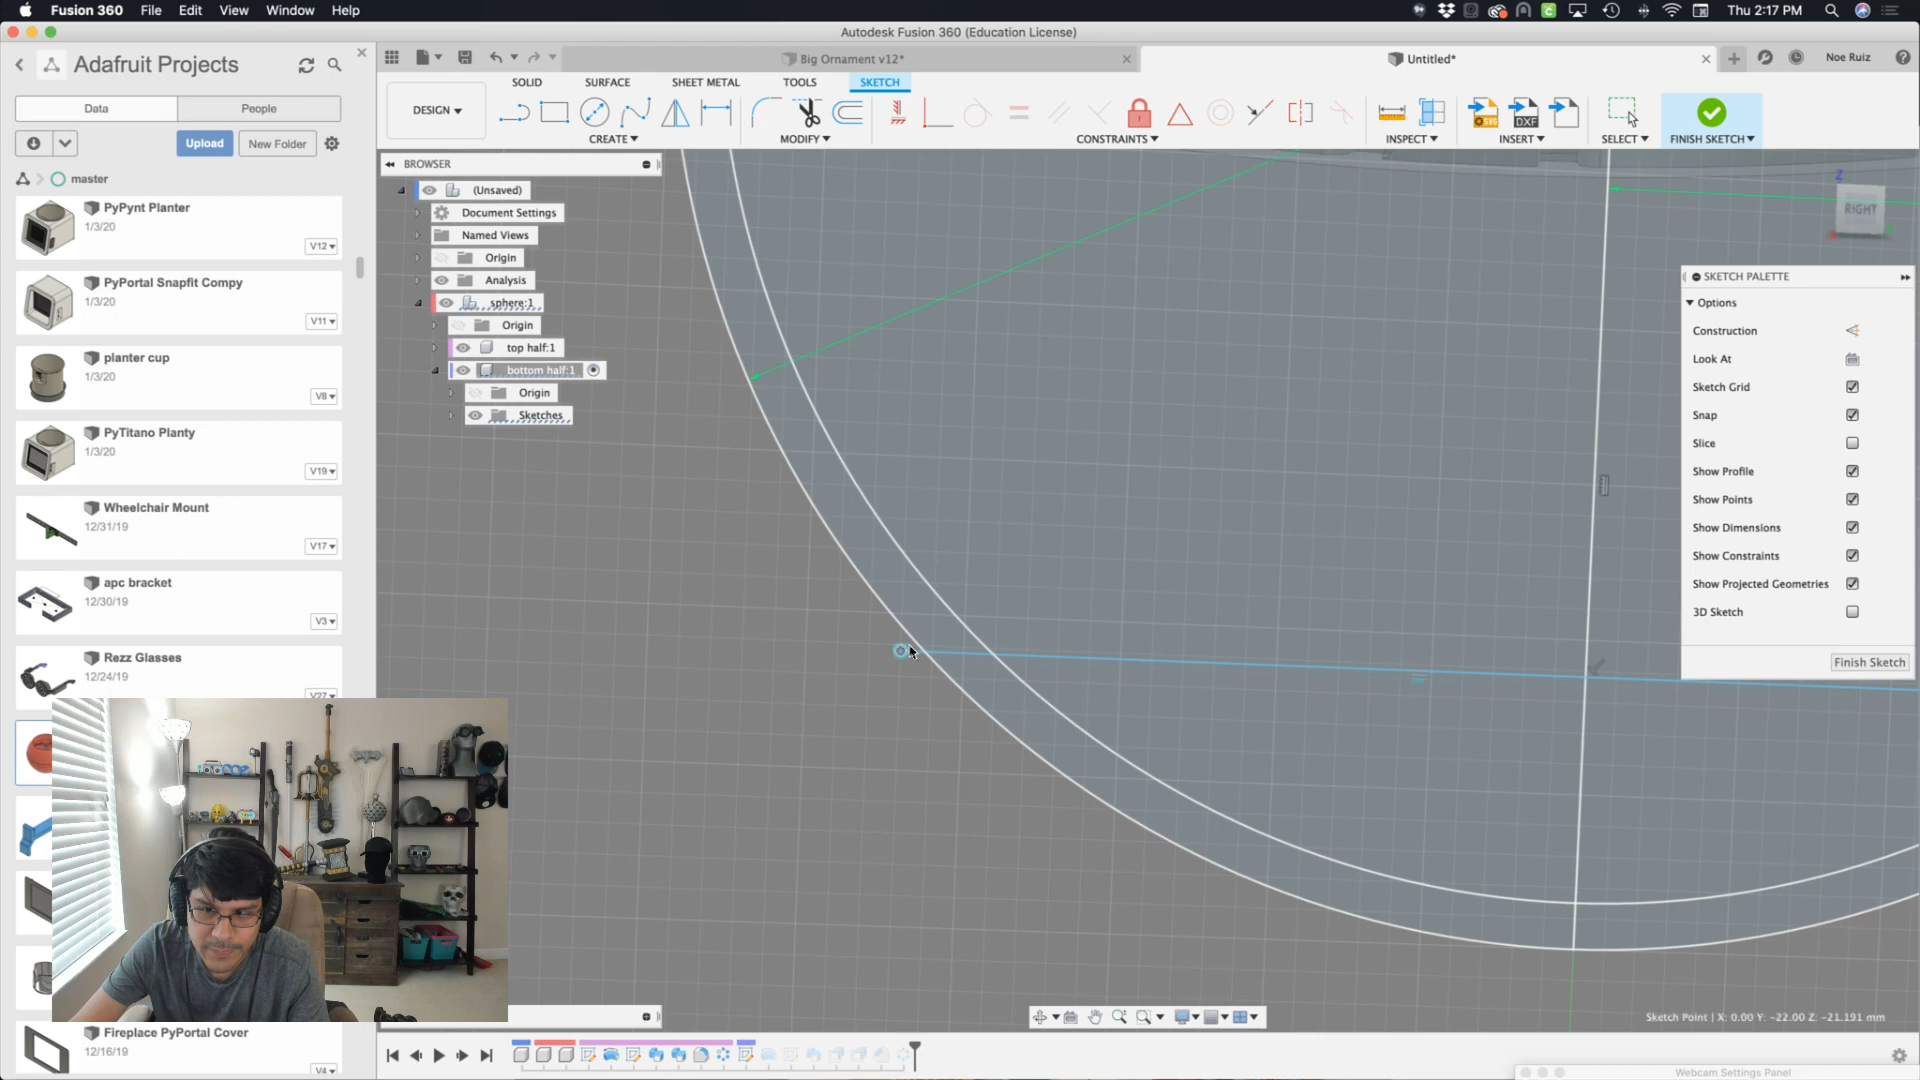 Fusion 360 File Edit View Window Help
Thu 2:17 PM
Autodesk Fusion 360 (Education License)
Adafruit Projects
Big Ornament v12*
Untitled*
Noe Ruiz
SOLID SURFACE SHEET METAL TOOLS SKETCH
Data People
DESIGN
CREATE MODIFY CONSTRAINTS INSPECT INSERT SELECT FINISH SKETCH
SVG DXF
Upload New Folder
master
BROWSER
(Unsaved)
Document Settings
Named Views
Origin
Analysis
sphere:1
Origin
top half:1
bottom half:1
Origin
Sketches
PyPynt Planter
1/3/20
V12
PyPortal Snapfit Compy
1/3/20
V11
planter cup
1/3/20
V8
PyTitano Planty
1/3/20
V19
Wheelchair Mount
12/31/19
V17
apc bracket
12/30/19
V3
Rezz Glasses
12/24/19
V27
Fireplace PyPortal Cover
12/16/19
V4
Z
RIGHT
SKETCH PALETTE
Options
Construction
Look At
Sketch Grid
Snap
Slice
Show Profile
Show Points
Show Dimensions
Show Constraints
Show Projected Geometries
3D Sketch
Finish Sketch
Sketch Point | X: 0.00 Y: -22.00 Z: -21.191 mm
Webcam Settings Panel